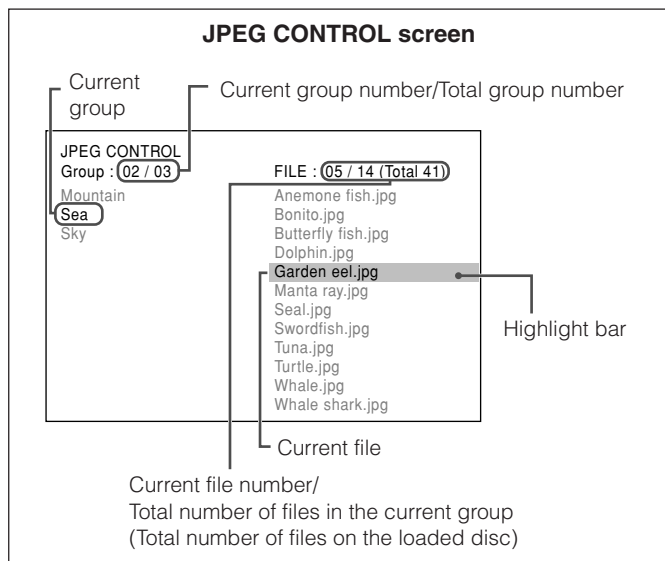 JPEG CONTROL screen
Current
group
Current group number/Total group number
JPEG CONTROL
Group : 02 / 03
Mountain
Sea
Sky
FILE : 05 / 14 (Total 41)
Anemone fish.jpg
Bonito.jpg
Butterfly fish.jpg
Dolphin.jpg
Garden eel.jpg
Manta ray.jpg
Seal.jpg
Swordfish.jpg
Tuna.jpg
Turtle.jpg
Whale.jpg
Whale shark.jpg
Highlight bar
Current file
Current file number/
Total number of files in the current group
(Total number of files on the loaded disc)